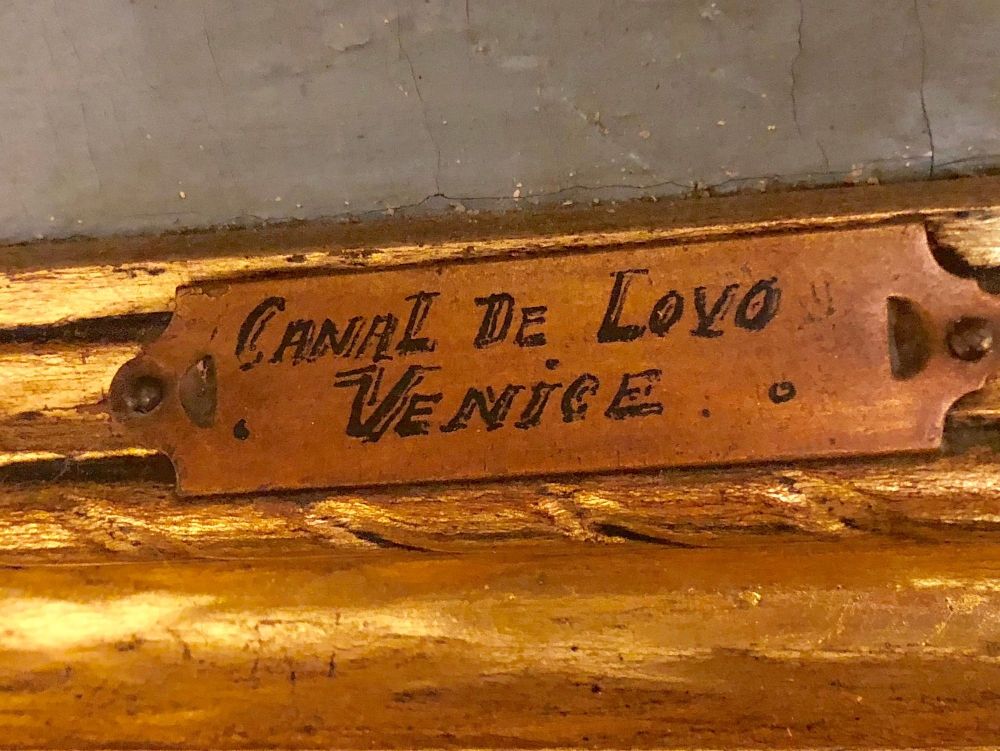 CANAL DE LOVO
. VENICE .